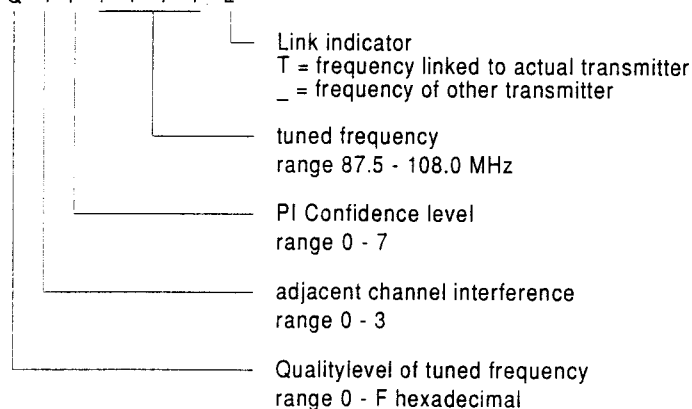 Link indicator
T = frequency linked to actual transmitter
_ = frequency of other transmitter
tuned frequency
range 87.5 - 108.0 MHz
PI Confidence level
range 0 - 7
adjacent channel interference
range 0 - 3
Qualitylevel of tuned frequency
range 0 - F hexadecimal